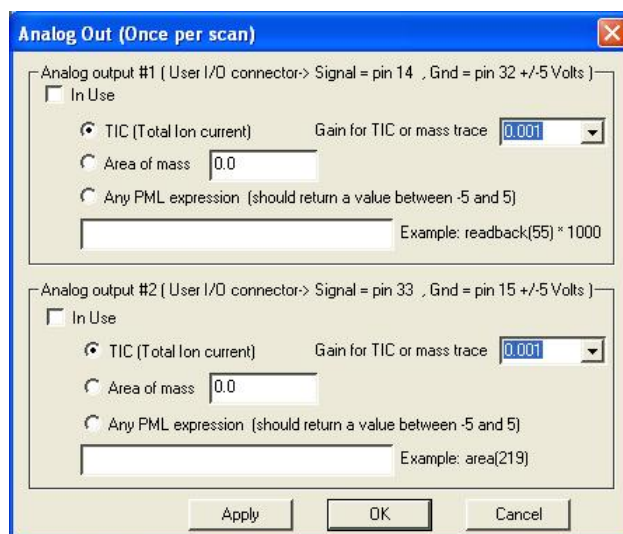 Analog Out (Once per scan)
Analog output #1 ( User I/O connector-> Signal = pin 14 , Gnd = pin 32 +/-5 Volts )
In Use
TIC (Total Ion current) Gain for TIC or mass trace 0.001
Area of mass 0.0
Any PML expression (should return a value between -5 and 5)
Example: readback(55) * 1000
Analog output #2 ( User I/O connector-> Signal = pin 33 , Gnd = pin 15 +/-5 Volts )
In Use
TIC (Total Ion current) Gain for TIC or mass trace 0.001
Area of mass 0.0
Any PML expression (should return a value between -5 and 5)
Example: area(219)
Apply OK Cancel